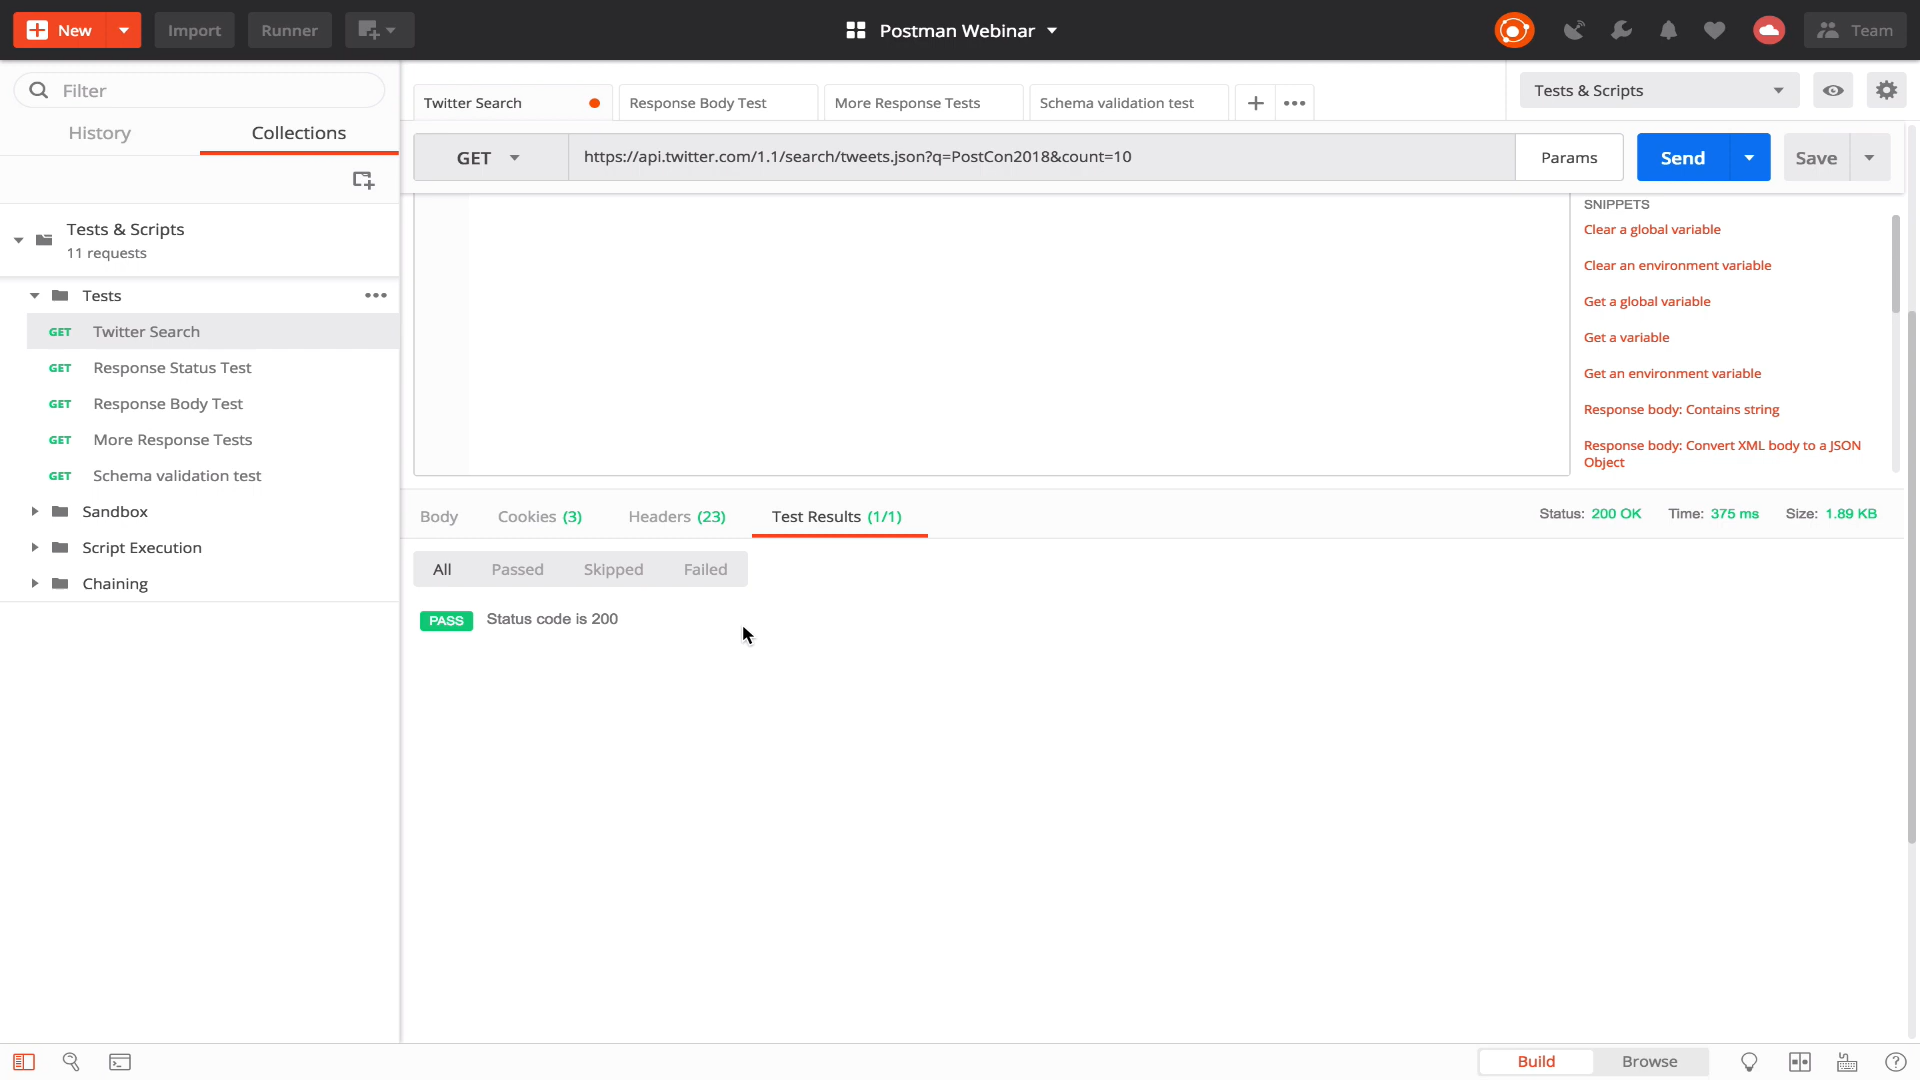 New
Import
Runner
Postman Webinar
Team
Filter
History
Collections
Tests & Scripts
11 requests
Tests
GET Twitter Search
GET Response Status Test
GET Response Body Test
GET More Response Tests
GET Schema validation test
Sandbox
Script Execution
Chaining
Twitter Search
Response Body Test
More Response Tests
Schema validation test
Tests & Scripts
GET
https://api.twitter.com/1.1/search/tweets.json?q=PostCon2018&count=10
Params
Send
Save
SNIPPETS
Clear a global variable
Clear an environment variable
Get a global variable
Get a variable
Get an environment variable
Response body: Contains string
Response body: Convert XML body to a JSON
Object
Body
Cookies (3)
Headers (23)
Test Results (1/1)
Status: 200 OK
Time: 375 ms
Size: 1.89 KB
All
Passed
Skipped
Failed
PASS Status code is 200
Build
Browse